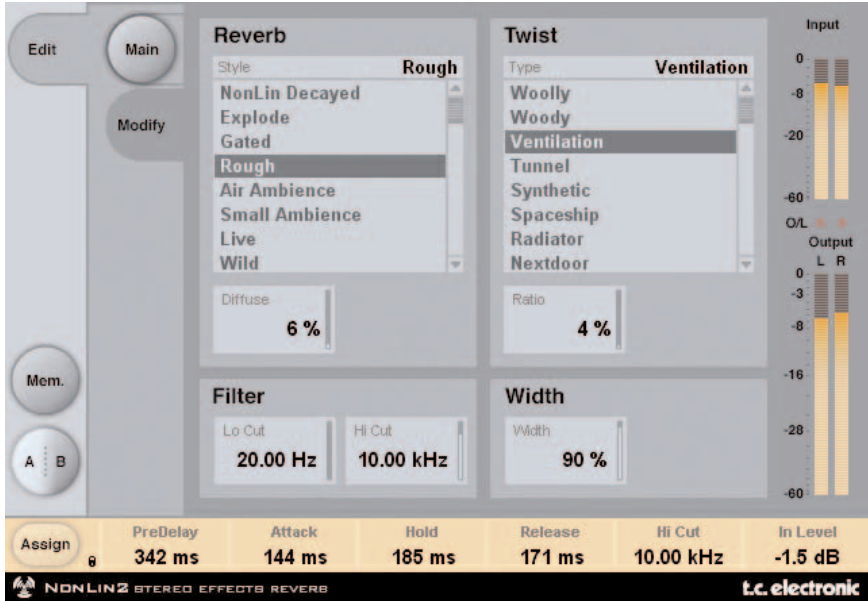 Edit
Main
Modify
Mem.
A B
Reverb
Style Rough
NonLin Decayed
Explode
Gated
Rough
Air Ambience
Small Ambience
Live
Wild
Diffuse
6 %
Twist
Type Ventilation
Woolly
Woody
Ventilation
Tunnel
Synthetic
Spaceship
Radiator
Nextdoor
Ratio
4 %
Filter
Lo Cut
20.00 Hz
Hi Cut
10.00 kHz
Width
Width
90 %
Input
0
-8
-20
-60
O/L
Output
L R
0
-3
-8
-16
-28
-60
Assign
PreDelay Attack Hold Release Hi Cut In Level
342 ms 144 ms 185 ms 171 ms 10.00 kHz -1.5 dB
NONLIN2 STEREO EFFECTS REVERB
t.c. electronic